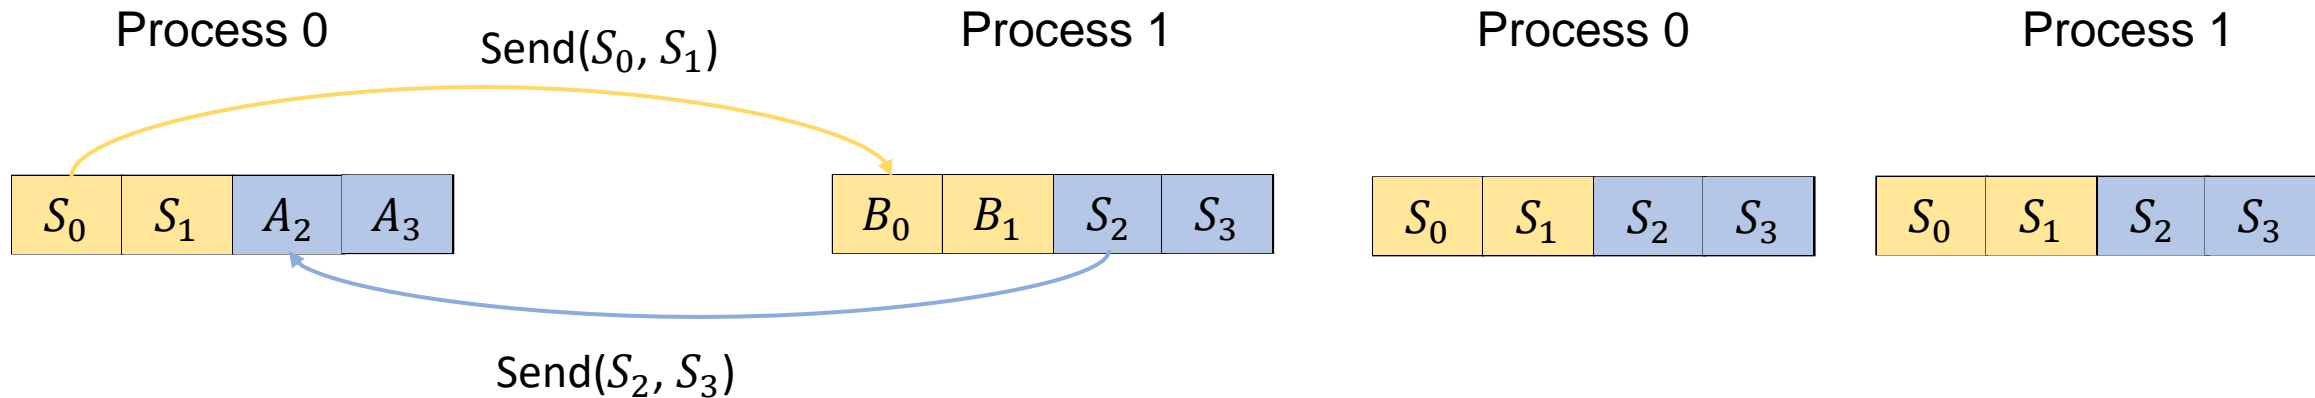 Process 0
Send(S₀, S₁)
Process 1
Process 0
Process 1
S₀ S₁ A₂ A₃
B₀ B₁ S₂ S₃
S₀ S₁ S₂ S₃
S₀ S₁ S₂ S₃
Send(S₂, S₃)